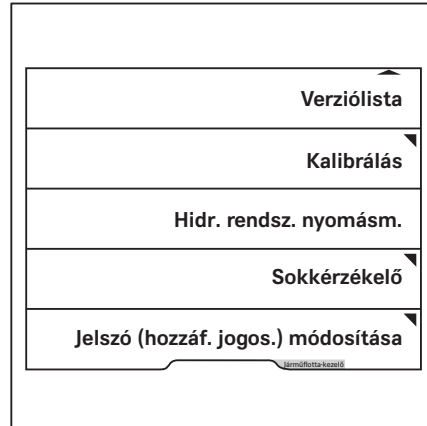 Verziólista
Kalibrálás
Hidr. rendsz. nyomásm.
Sokkérzékelő
Jelszó (hozzáf. jogos.) módosítása
Járműflotta-kezelő